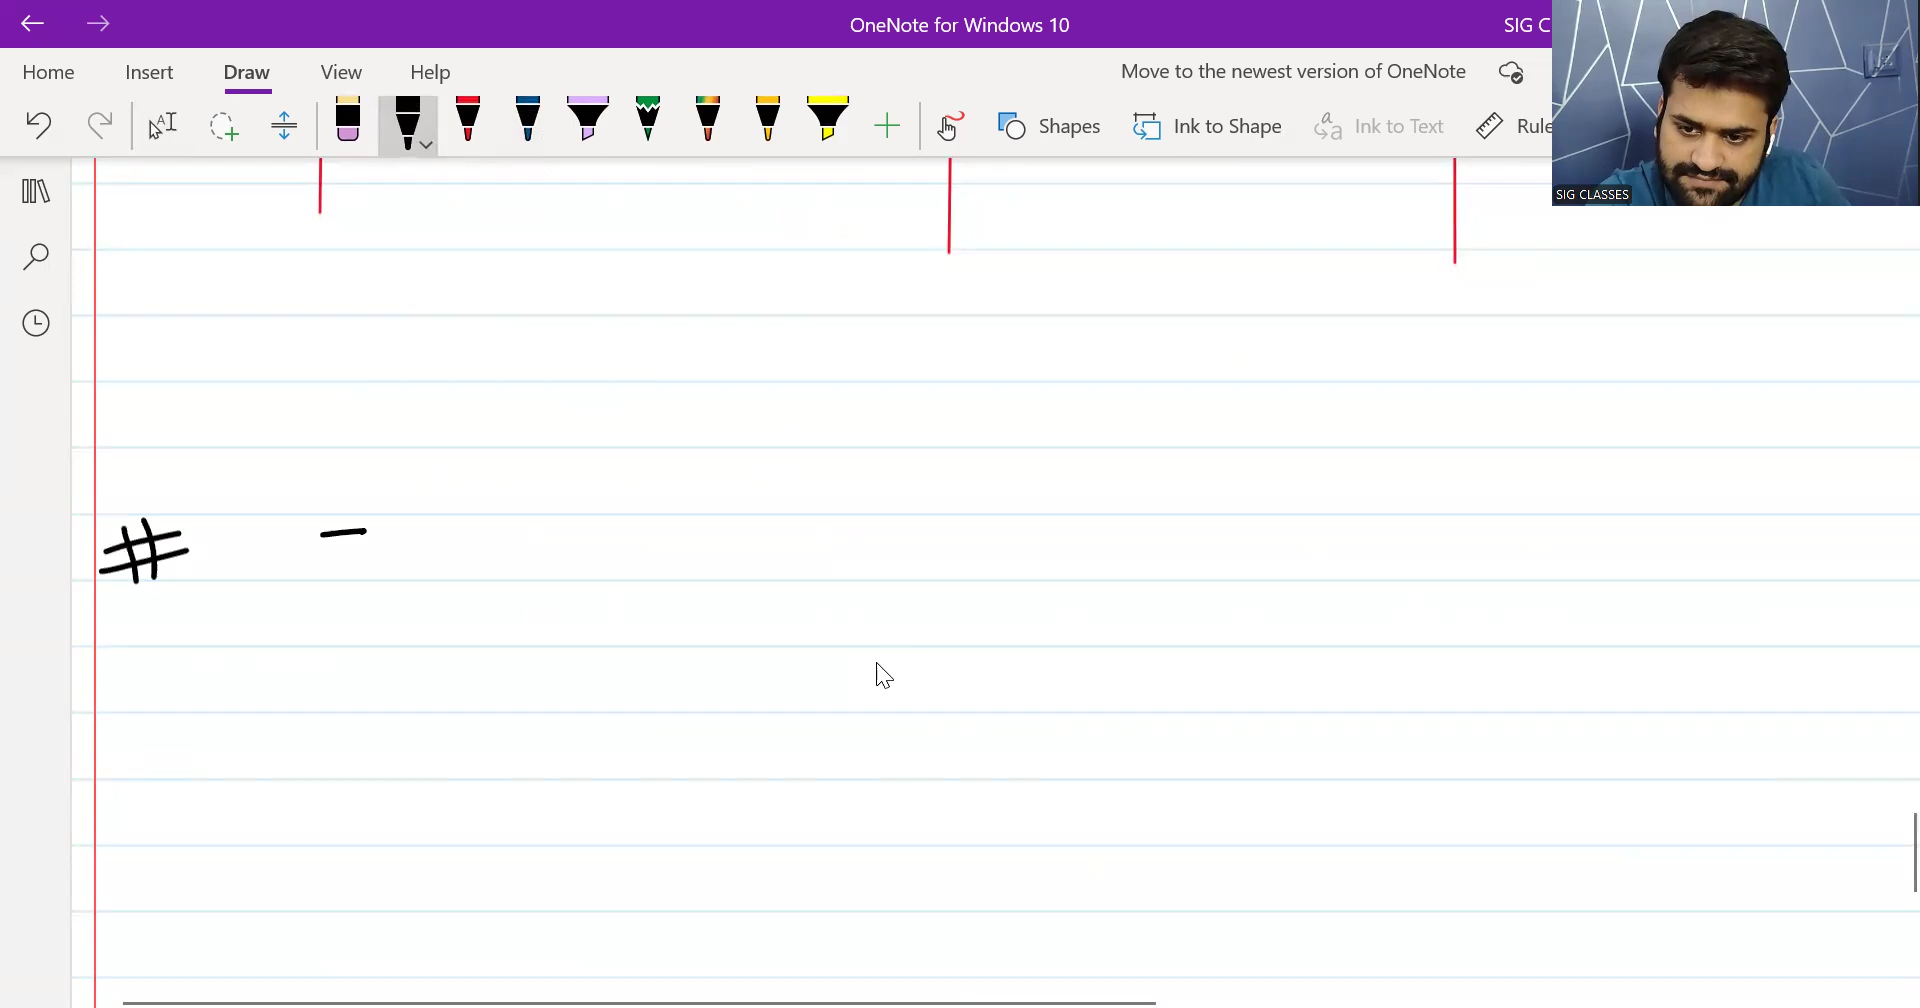 OneNote for Windows 10
SIG C
Home Insert Draw View Help
Move to the newest version of OneNote
Shapes Ink to Shape Ink to Text Rule
SIG CLASSES
#